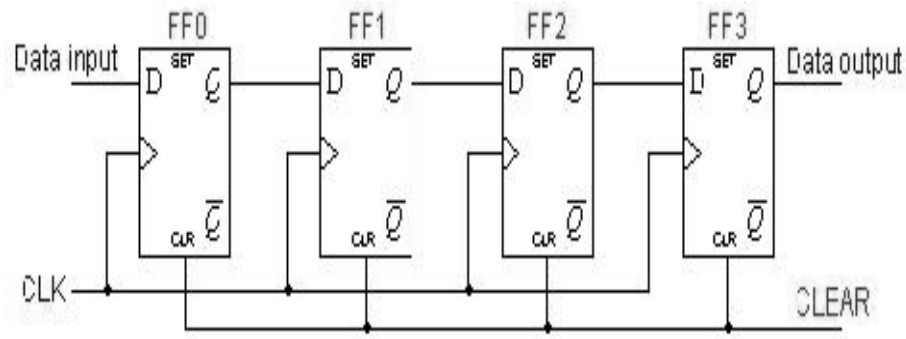 FF0 FF1 FF2 FF3
Data input SET SET SET SET Data output
D Q D Q D Q D Q
Q Q Q Q
CLR CLR CLR CLR
CLK
CLEAR